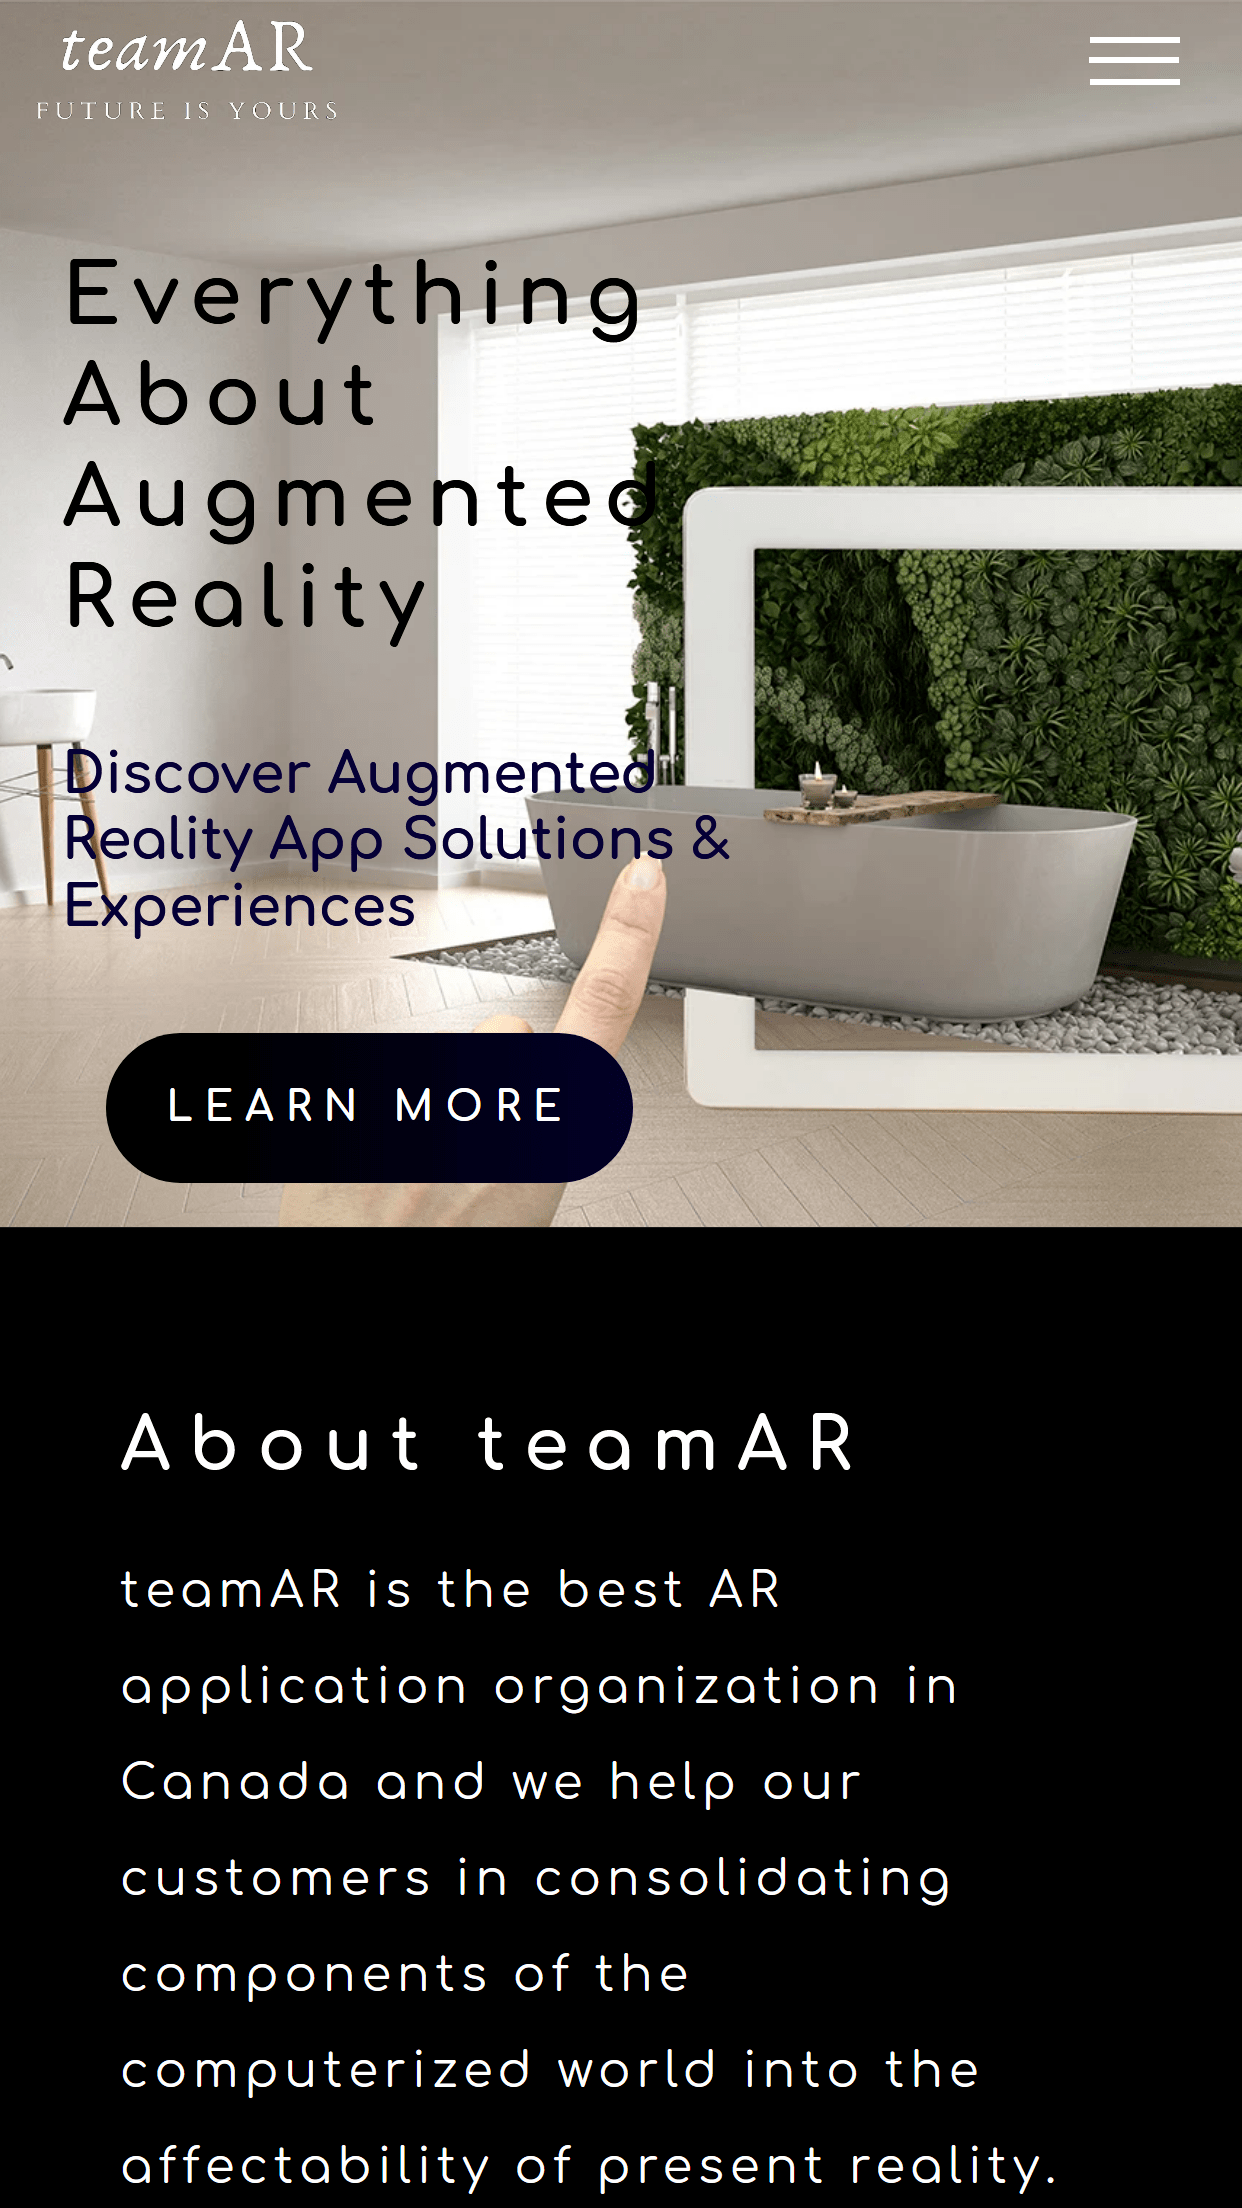 teamAR
FUTURE IS YOURS
Everything
About
Augmented
Reality
Discover Augmented
Reality App Solutions &
Experiences
LEARN MORE
About teamAR
teamAR is the best AR
application organization in
Canada and we help our
customers in consolidating
components of the
computerized world into the
affectability of present reality.